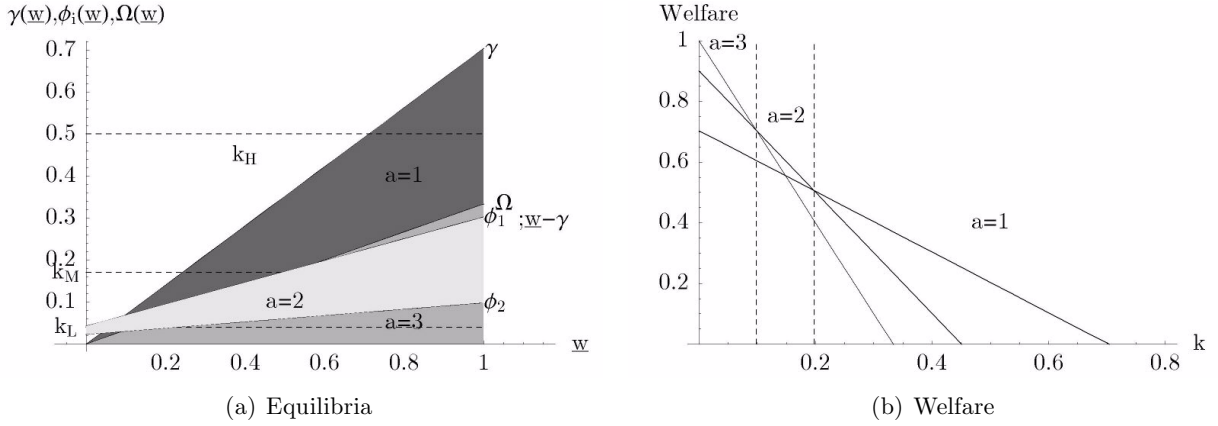 γ(w),ϕi(w),Ω(w)
0.7
γ
0.6
0.5
kH
0.4
a=1
0.3
Ω
ϕ1 ;w−γ
0.2
kM
0.1
a=2
ϕ2
kL
a=3
0.2 0.4 0.6 0.8 1 w
(a) Equilibria
Welfare
1
a=3
0.8
a=2
0.6
0.4
a=1
0.2
0.2 0.4 0.6 0.8 k
(b) Welfare